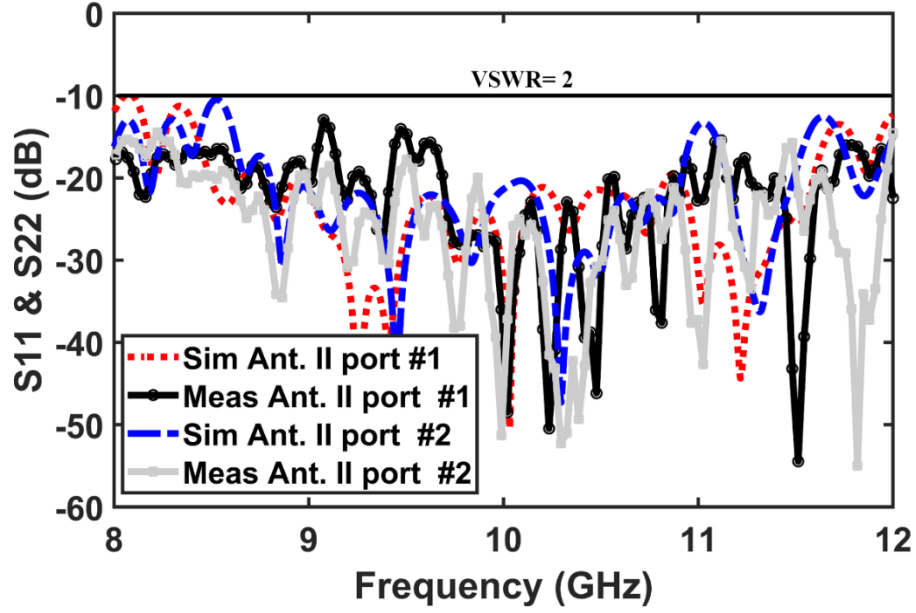 0
-10
-20
-30
-40
-50
-60
S11 & S22 (dB)
VSWR= 2
Sim Ant. II port #1
Meas Ant. II port #1
Sim Ant. II port #2
Meas Ant. II port #2
8 9 10 11 12
Frequency (GHz)